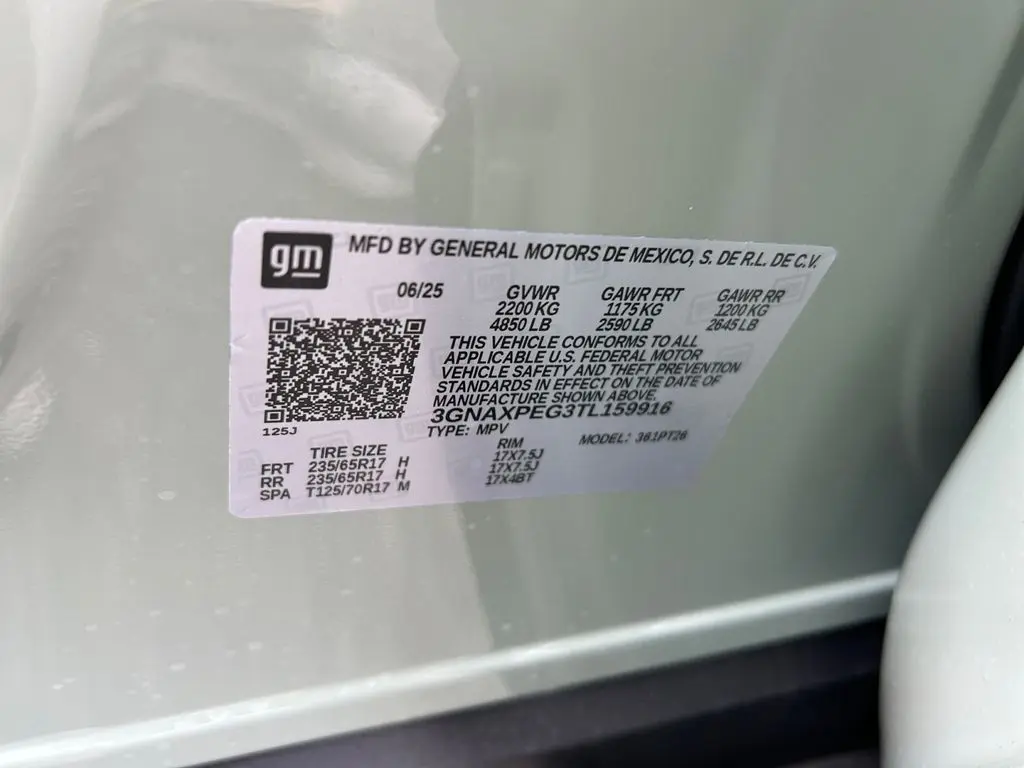 gm MFD BY GENERAL MOTORS DE MEXICO, S. DE R.L. DE C.V.
06/25 GVWR GAWR FRT GAWR RR
2200 KG 1175 KG 1200 KG
4850 LB 2590 LB 2645 LB
THIS VEHICLE CONFORMS TO ALL
APPLICABLE U.S. FEDERAL MOTOR
VEHICLE SAFETY AND THEFT PREVENTION
STANDARDS IN EFFECT ON THE DATE OF
MANUFACTURE SHOWN ABOVE.
3GNAXPEG3TL159916
125J TYPE: MPV MODEL: 361PT26
TIRE SIZE RIM
FRT 235/65R17 H 17X7.5J
RR 235/65R17 H 17X7.5J
SPA T125/70R17 M 17X4BT